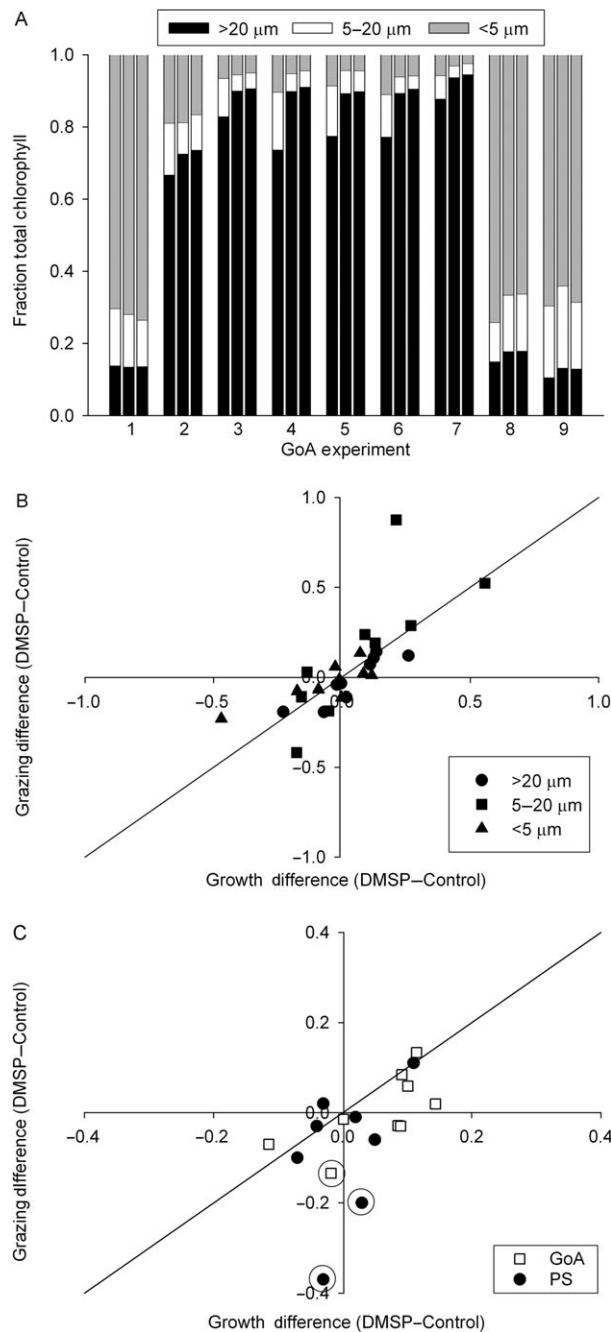 A
>20 μm 5–20 μm <5 μm
Fraction total chlorophyll
1.0
0.8
0.6
0.4
0.2
0.0
1 2 3 4 5 6 7 8 9
GoA experiment
B
Grazing difference (DMSP–Control)
1.0
0.5
0.0
−1.0 −0.5 0.0 0.5 1.0
−0.5
−1.0
>20 μm
5–20 μm
<5 μm
Growth difference (DMSP–Control)
C
Grazing difference (DMSP–Control)
0.4
0.2
0.0
−0.4 −0.2 0.0 0.2 0.4
−0.2
−0.4
GoA
PS
Growth difference (DMSP–Control)